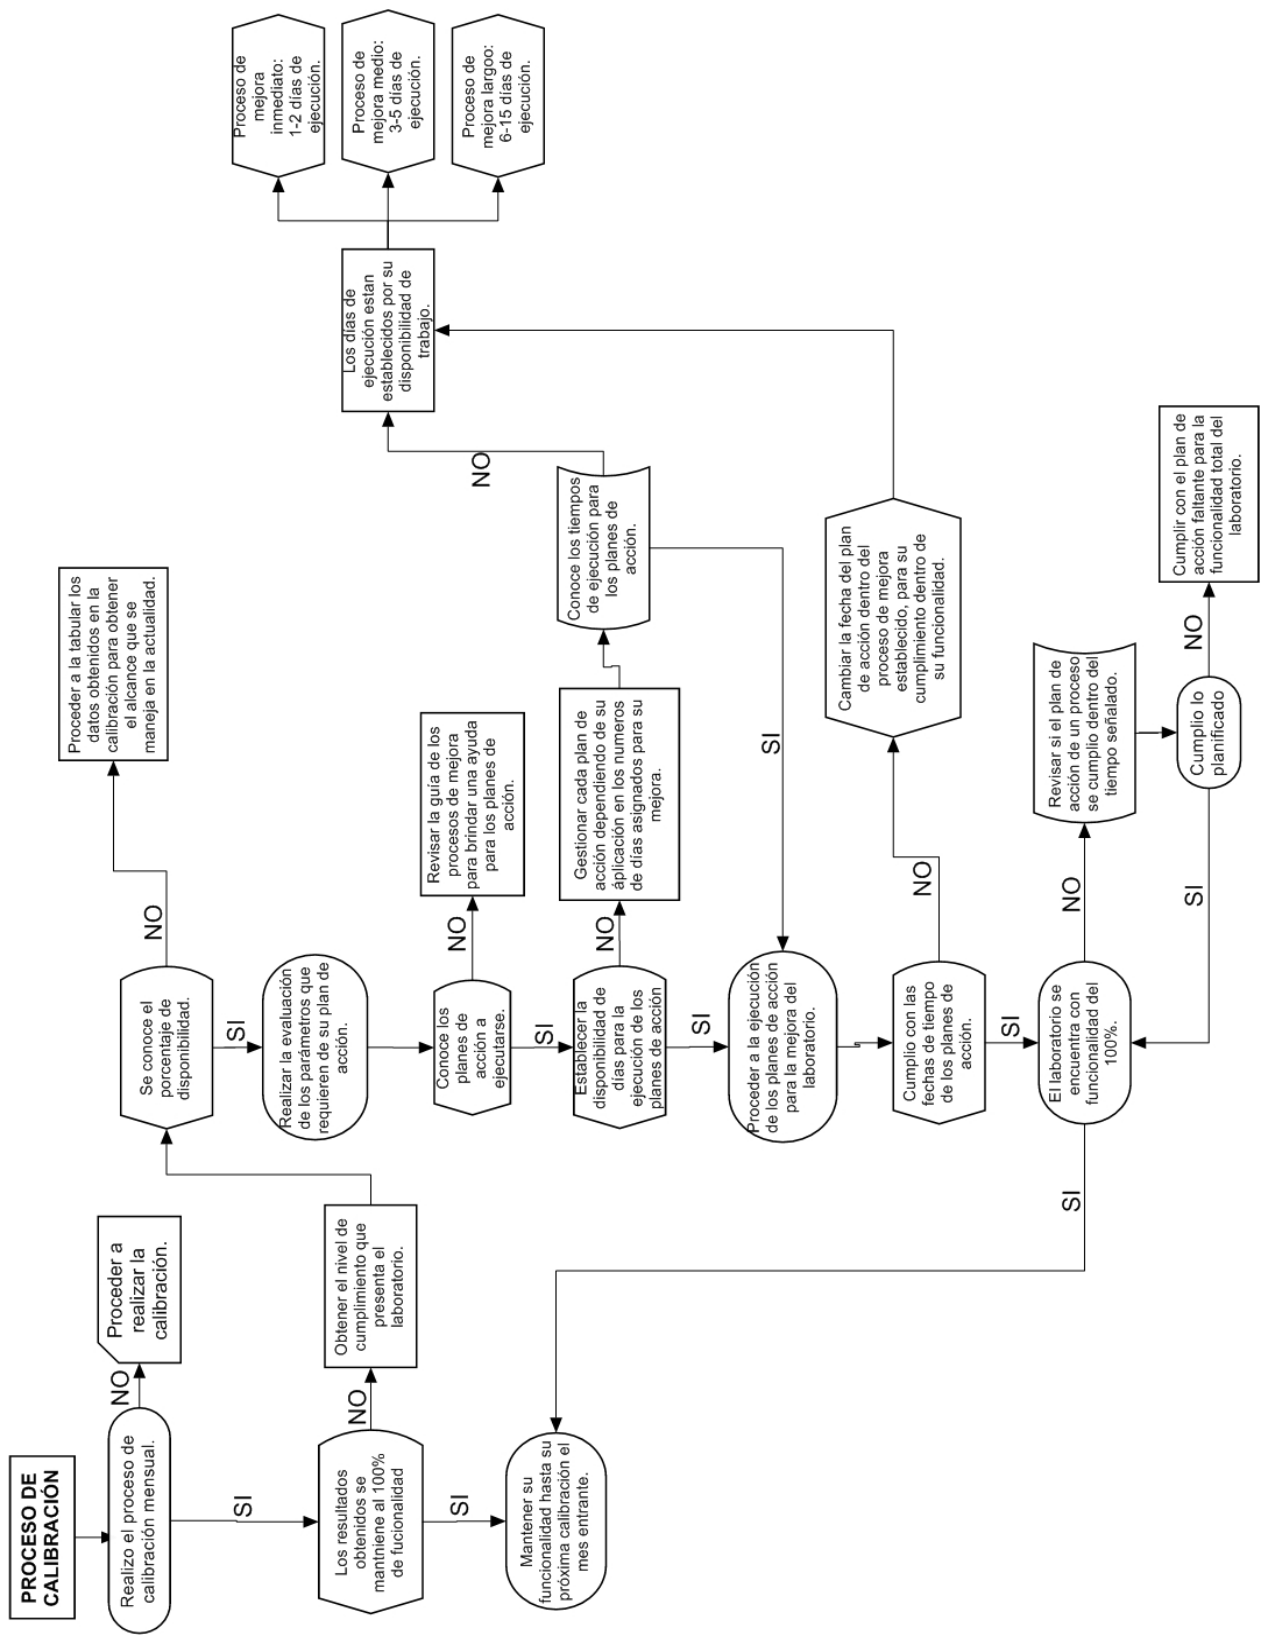 PROCESO DE
CALIBRACIÓN
Realizo el proceso de
calibración mensual.
NO
Proceder a
realizar la
calibración.
SI
Los resultados
obtenidos se
mantniene al 100%
de fucionalidad
NO
Obtener el nivel de
cumplimiento que
presenta el
laboratorio.
SI
Mantener su
funcionalidad hasta su
próxima calibración el
mes entrante.
Se conoce el
porcentaje de
disponibilidad.
NO
Proceder a la tabular los
datos obtenidos en la
calibración para obtener
el alcance que se
maneja en la actualidad.
SI
Realizar la evaluación
de los parámetros que
requieren de su plan de
acción.
Conoce los
planes de
acción a
ejecutarse.
NO
Revisar la guía de los
procesos de mejora
para brindar una ayuda
para los planes de
acción.
SI
Establecer la
disponibilidad de
días para la
ejecución de los
planes de acción
NO
Gestionar cada plan de
acción dependiendo de su
áplicación en los numeros
de días asignados para su
mejora.
Conoce los tiempos
de ejecución para
los planes de
acción.
NO
Los días de
ejecución estan
establecidos por su
disponibilidad de
trabajo.
Proceso de
mejora
inmediato:
1-2 días de
ejecución.
Proceso de
mejora medio:
3-5 días de
ejecución.
Proceso de
mejora largoo:
6-15 días de
ejecución.
SI
SI
Proceder a la ejecución
de los planes de acción
para la mejora del
laboratorio.
Cumplio con las
fechas de tiempo
de los planes de
acción.
NO
Cambiar la fecha del plan
de acción dentro del
proceso de mejora
establecido, para su
cumplimiento dentro de
su funcionalidad.
SI
El laboratorio se
encuentra con
funcionalidad del
100%.
SI
NO
Revisar si el plan de
acción de un proceso
se cumplio dentro del
tiempo señalado.
Cumplio lo
planificado
SI
NO
Cumplir con el plan de
acción faltante para la
funcionalidad total del
laboratorio.